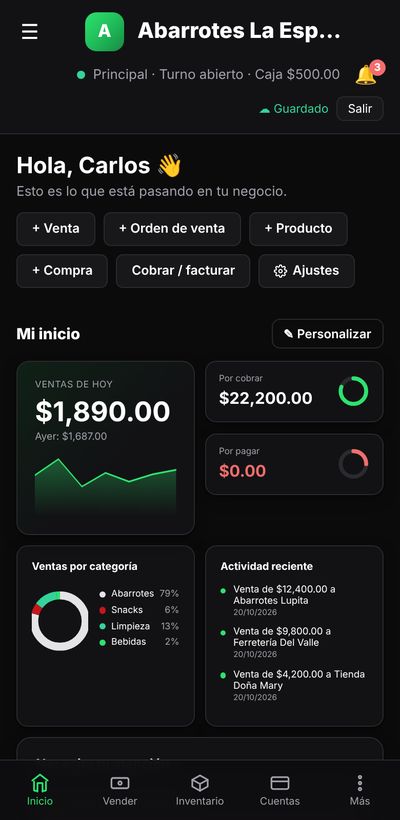 ☰ A Abarrotes La Esp...
Principal · Turno abierto · Caja $500.00 🔔 3
☁ Guardado Salir
Hola, Carlos 👋
Esto es lo que está pasando en tu negocio.
+ Venta + Orden de venta + Producto
+ Compra Cobrar / facturar Ajustes
Mi inicio ✎ Personalizar
VENTAS DE HOY
$1,890.00
Ayer: $1,687.00
Por cobrar
$22,200.00
Por pagar
$0.00
Ventas por categoría
Abarrotes 79%
Snacks 6%
Limpieza 13%
Bebidas 2%
Actividad reciente
Venta de $12,400.00 a
Abarrotes Lupita
20/10/2026
Venta de $9,800.00 a
Ferretería Del Valle
20/10/2026
Venta de $4,200.00 a Tienda
Doña Mary
20/10/2026
Inicio Vender Inventario Cuentas Más